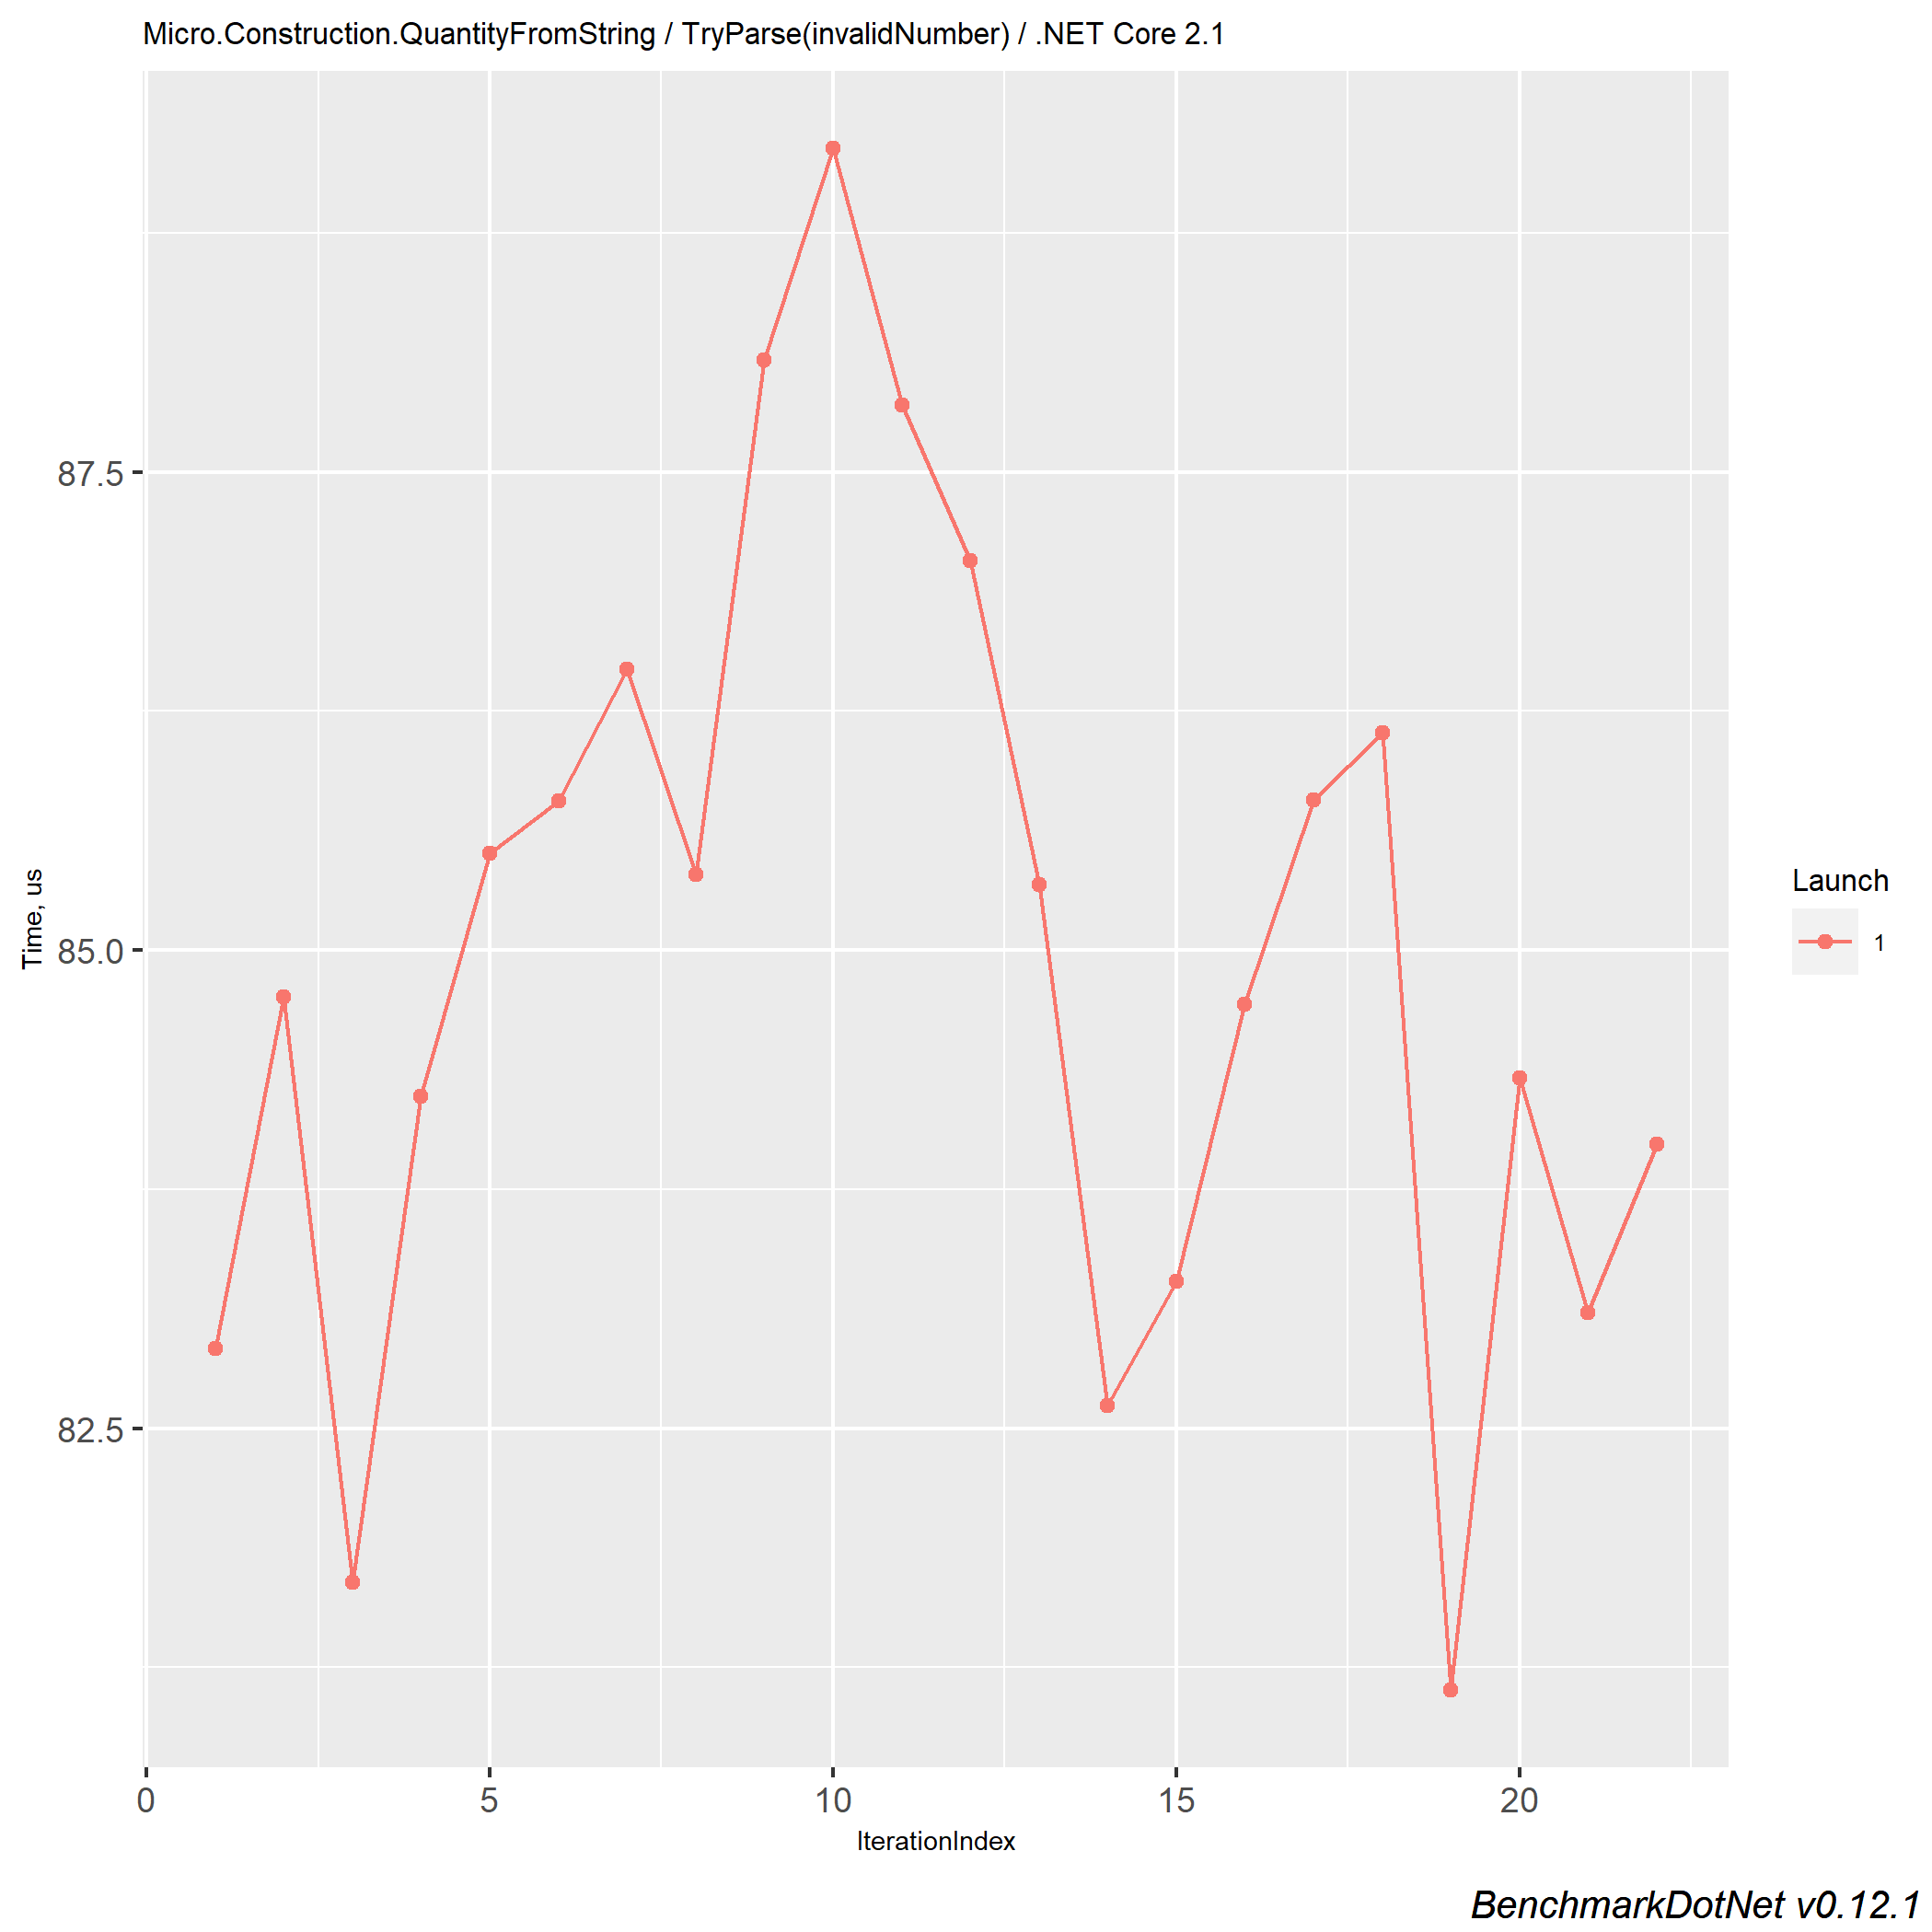 Micro.Construction.QuantityFromString / TryParse(invalidNumber) / .NET Core 2.1
87.5
85.0
82.5
Time, us
0
5
10
15
20
IterationIndex
Launch
1
BenchmarkDotNet v0.12.1